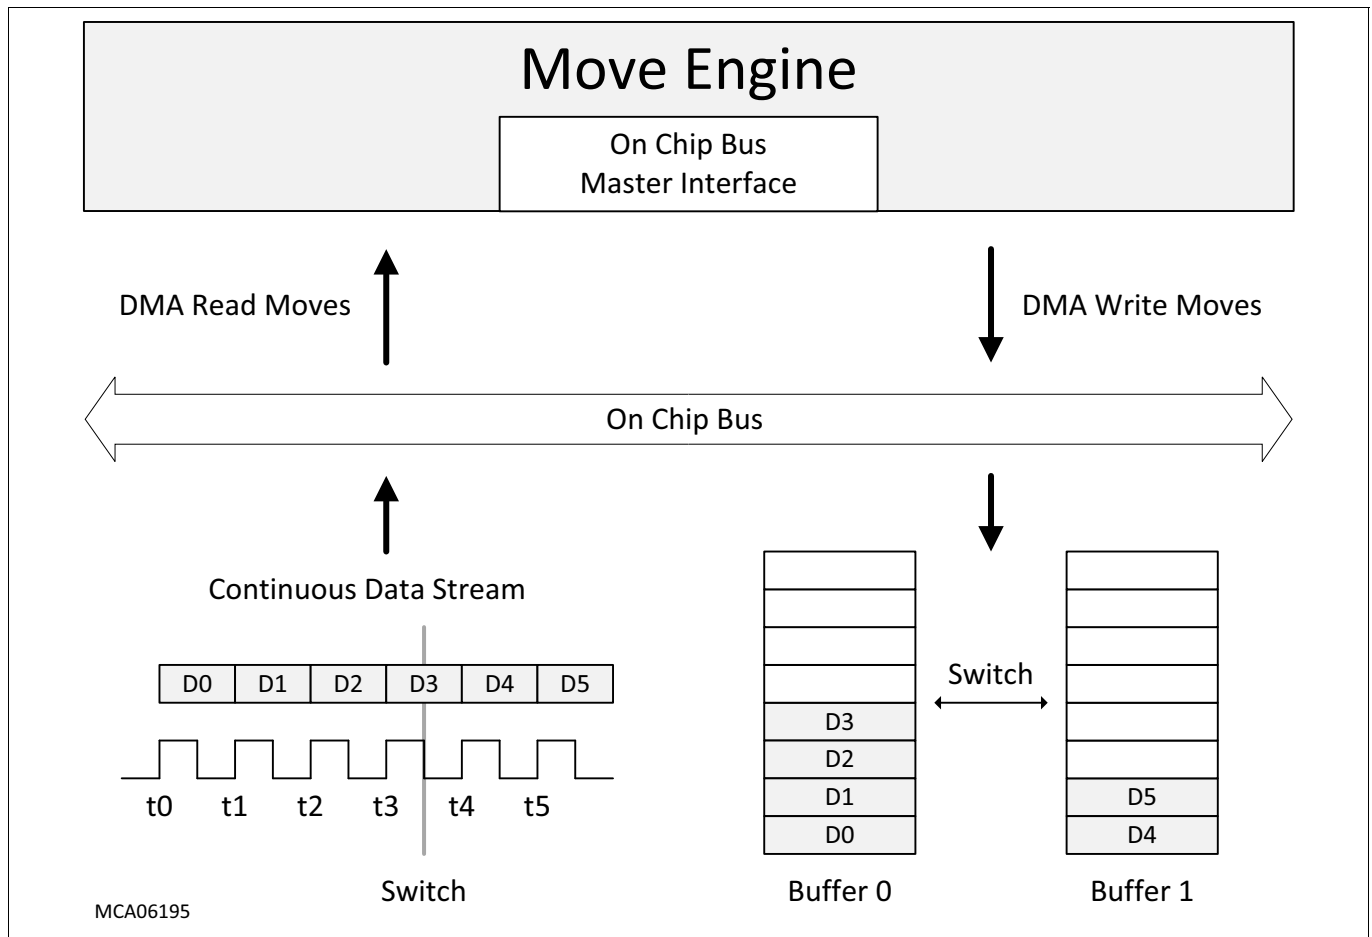 Move Engine
On Chip Bus
Master Interface
DMA Read Moves
DMA Write Moves
On Chip Bus
Continuous Data Stream
D0 D1 D2 D3 D4 D5
t0 t1 t2 t3 t4 t5
Switch
MCA06195
Switch
D3
D2
D1
D0
Buffer 0
D5
D4
Buffer 1